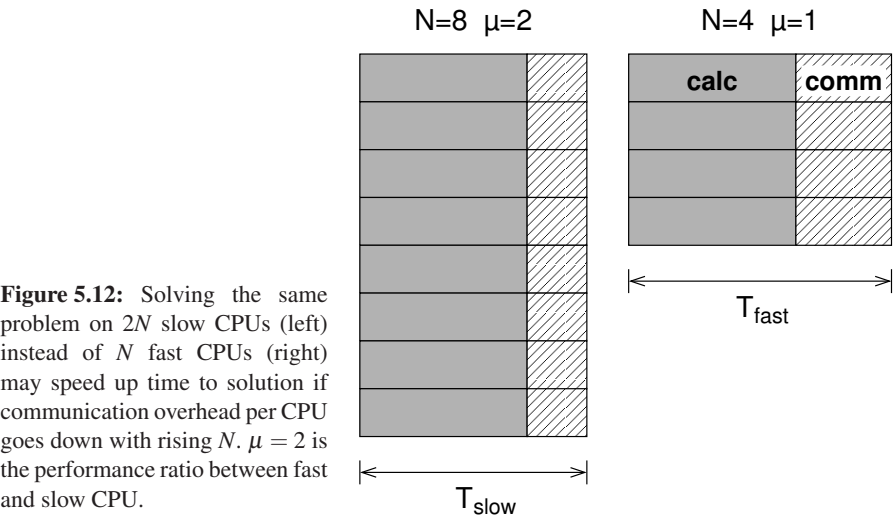 N=8 μ=2
N=4 μ=1
calc
comm
T_fast
T_slow
Figure 5.12: Solving the same
problem on 2N slow CPUs (left)
instead of N fast CPUs (right)
may speed up time to solution if
communication overhead per CPU
goes down with rising N. μ = 2 is
the performance ratio between fast
and slow CPU.